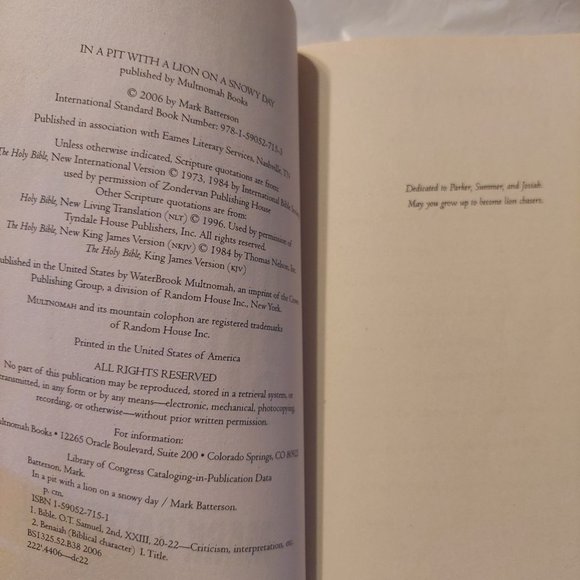 IN A PIT WITH A LION ON A SNOWY DAY
published by Multnomah Books
© 2006 by Mark Batterson
International Standard Book Number: 978-1-59052-715-3
Published in association with Eames Literary Services, Nashville, TN
Unless otherwise indicated, Scripture quotations are from:
The Holy Bible, New International Version © 1973, 1984 by International Bible
used by permission of Zondervan Publishing House
Other Scripture quotations are from:
Holy Bible, New Living Translation (NLT) © 1996. Used by permission of
Tyndale House Publishers, Inc. All rights reserved.
The Holy Bible, New King James Version (NKJV) © 1984 by Thomas Nelson, Inc.
The Holy Bible, King James Version (KJV)
Published in the United States by WaterBrook Multnomah, an imprint of the Crown
Publishing Group, a division of Random House Inc., New York.
MULTNOMAH and its mountain colophon are registered trademarks
of Random House Inc.
Printed in the United States of America
ALL RIGHTS RESERVED
No part of this publication may be reproduced, stored in a retrieval system, or
transmitted, in any form or by any means—electronic, mechanical, photocopying,
recording, or otherwise—without prior written permission.
For information:
Multnomah Books • 12265 Oracle Boulevard, Suite 200 • Colorado Springs, CO
Library of Congress Cataloging-in-Publication Data
Batterson, Mark.
In a pit with a lion on a snowy day / Mark Batterson.
p. cm.
ISBN 1-59052-715-1
1. Bible. O.T. Samuel, 2nd, XXIII, 20-22—Criticism, interpretation, etc.
2. Benaiah (Biblical character) I. Title.
BS1325.52.B38 2006
222'.4406—dc22
Dedicated to Parker, Summer, and Josiah.
May you grow up to become lion chasers.